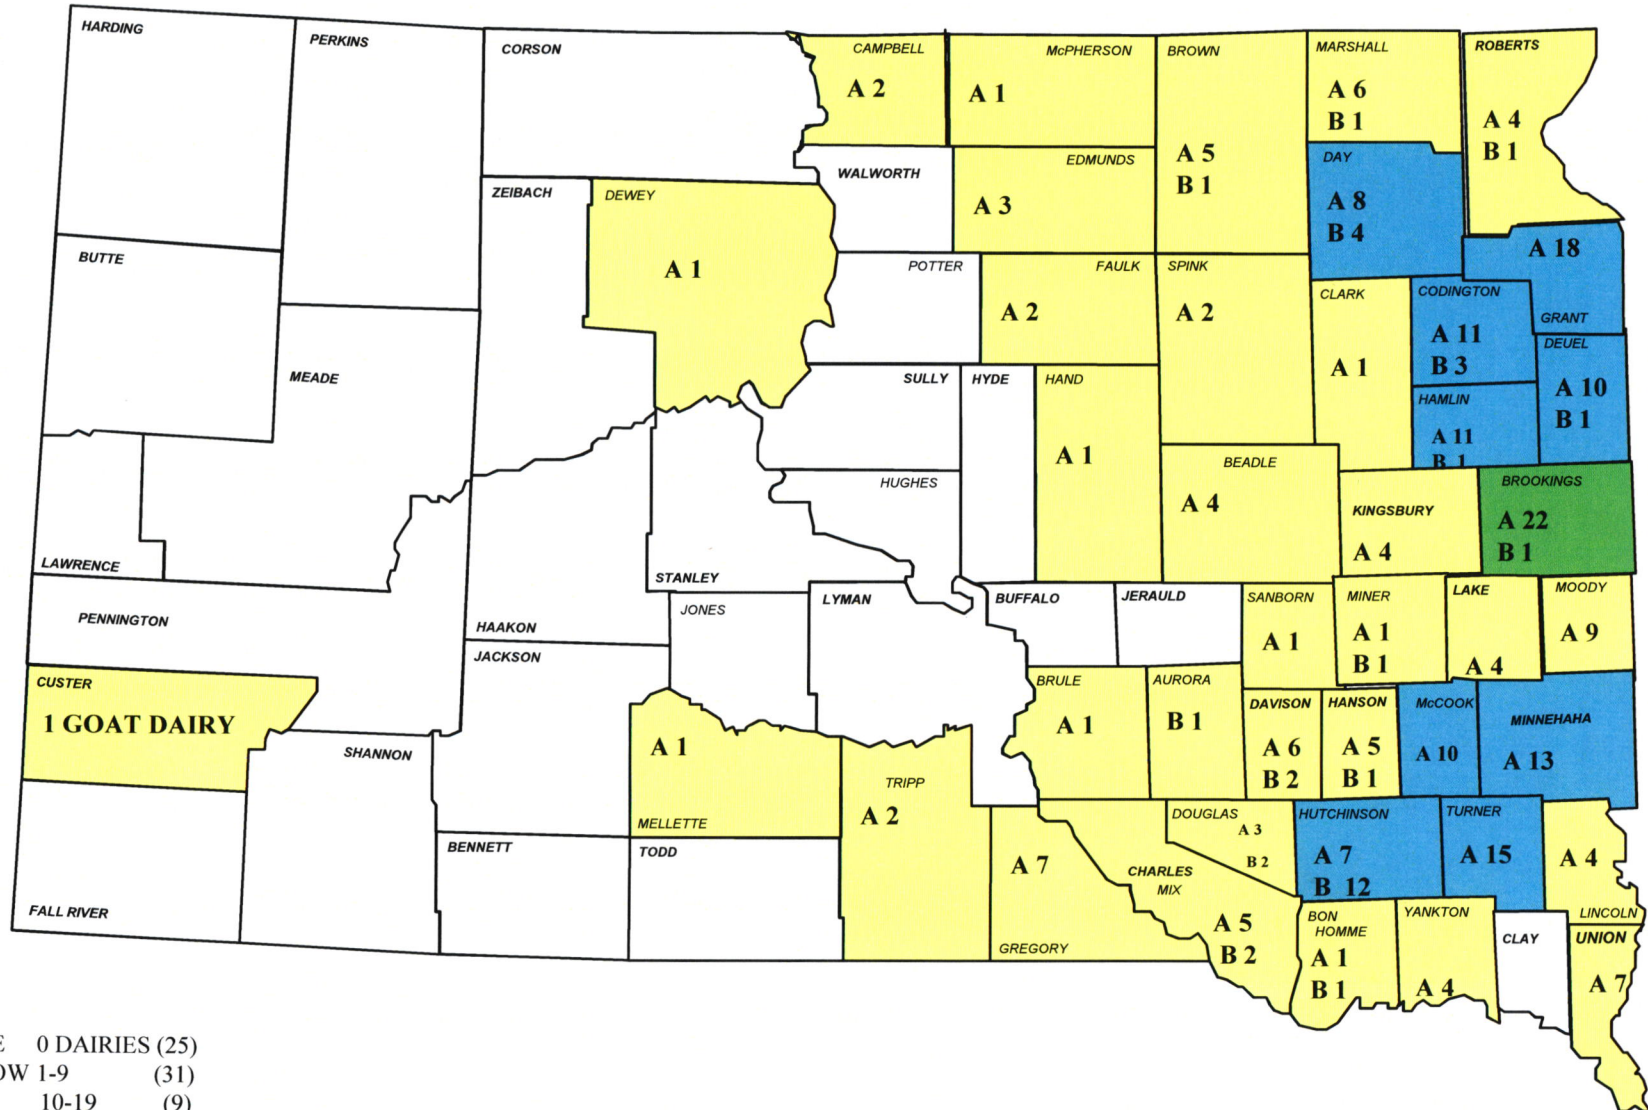 HARDING
PERKINS
CORSON
CAMPBELL
A 2
McPHERSON
A 1
BROWN
A 5
B 1
MARSHALL
A 6
B 1
ROBERTS
A 4
B 1
WALWORTH
EDMUNDS
A 3
DAY
A 8
B 4
ZEIBACH
DEWEY
A 1
BUTTE
POTTER
FAULK
A 2
SPINK
A 2
CLARK
A 1
CODINGTON
A 11
B 3
A 18
GRANT
DEUEL
A 10
B 1
MEADE
SULLY
HYDE
HAND
A 1
HAMLIN
A 11
B 1
BEADLE
A 4
HUGHES
KINGSBURY
A 4
BROOKINGS
A 22
B 1
LAWRENCE
STANLEY
PENNINGTON
HAAKON
JONES
LYMAN
BUFFALO
JERAULD
SANBORN
A 1
MINER
A 1
B 1
LAKE
A 4
MOODY
A 9
JACKSON
CUSTER
1 GOAT DAIRY
SHANNON
A 1
MELLETTE
TRIPP
A 2
BRULE
A 1
AURORA
B 1
DAVISON
A 6
B 2
HANSON
A 5
B 1
McCOOK
A 10
MINNEHAHA
A 13
FALL RIVER
BENNETT
TODD
A 7
GREGORY
CHARLES
MIX
A 5
B 2
DOUGLAS
A 3
B 2
HUTCHINSON
A 7
B 12
TURNER
A 15
A 4
LINCOLN
BON
HOMME
A 1
B 1
YANKTON
A 4
CLAY
UNION
A 7
E 0 DAIRIES (25)
OW 1-9 (31)
10-19 (9)